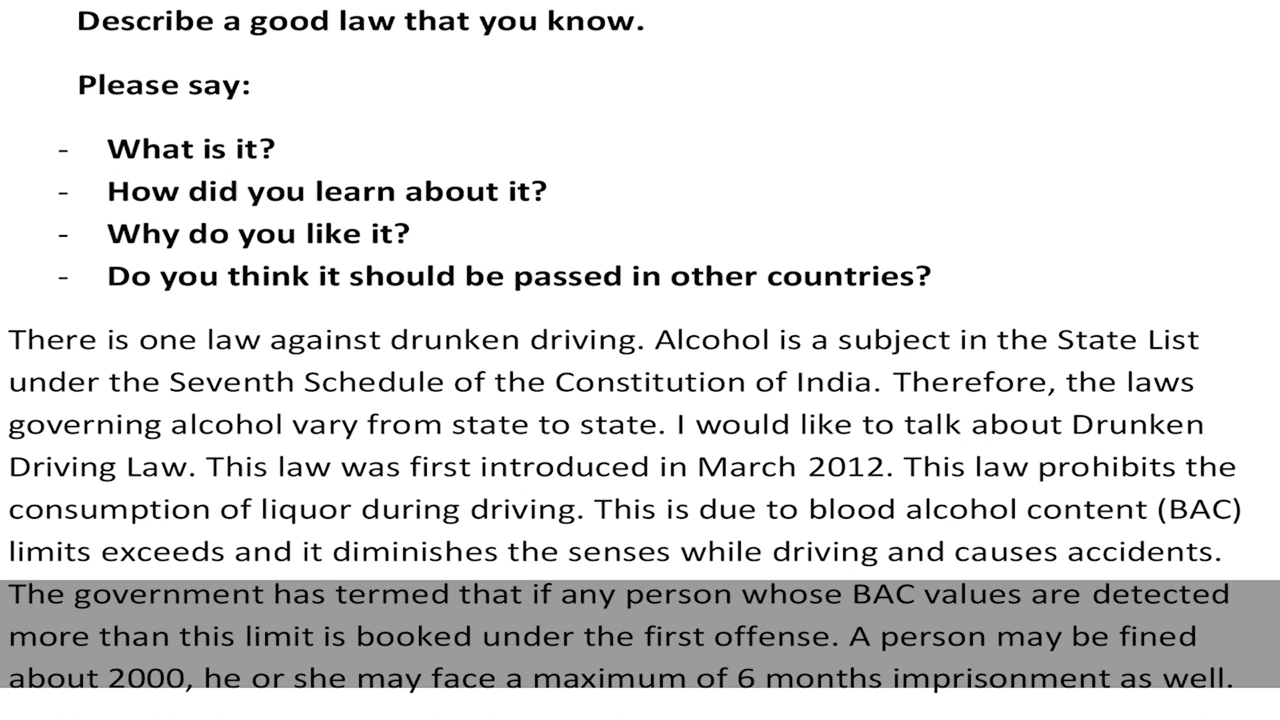 Describe a good law that you know.
Please say:
- What is it?
- How did you learn about it?
- Why do you like it?
- Do you think it should be passed in other countries?
There is one law against drunken driving. Alcohol is a subject in the State List
under the Seventh Schedule of the Constitution of India. Therefore, the laws
governing alcohol vary from state to state. I would like to talk about Drunken
Driving Law. This law was first introduced in March 2012. This law prohibits the
consumption of liquor during driving. This is due to blood alcohol content (BAC)
limits exceeds and it diminishes the senses while driving and causes accidents.
The government has termed that if any person whose BAC values are detected
more than this limit is booked under the first offense. A person may be fined
about 2000, he or she may face a maximum of 6 months imprisonment as well.